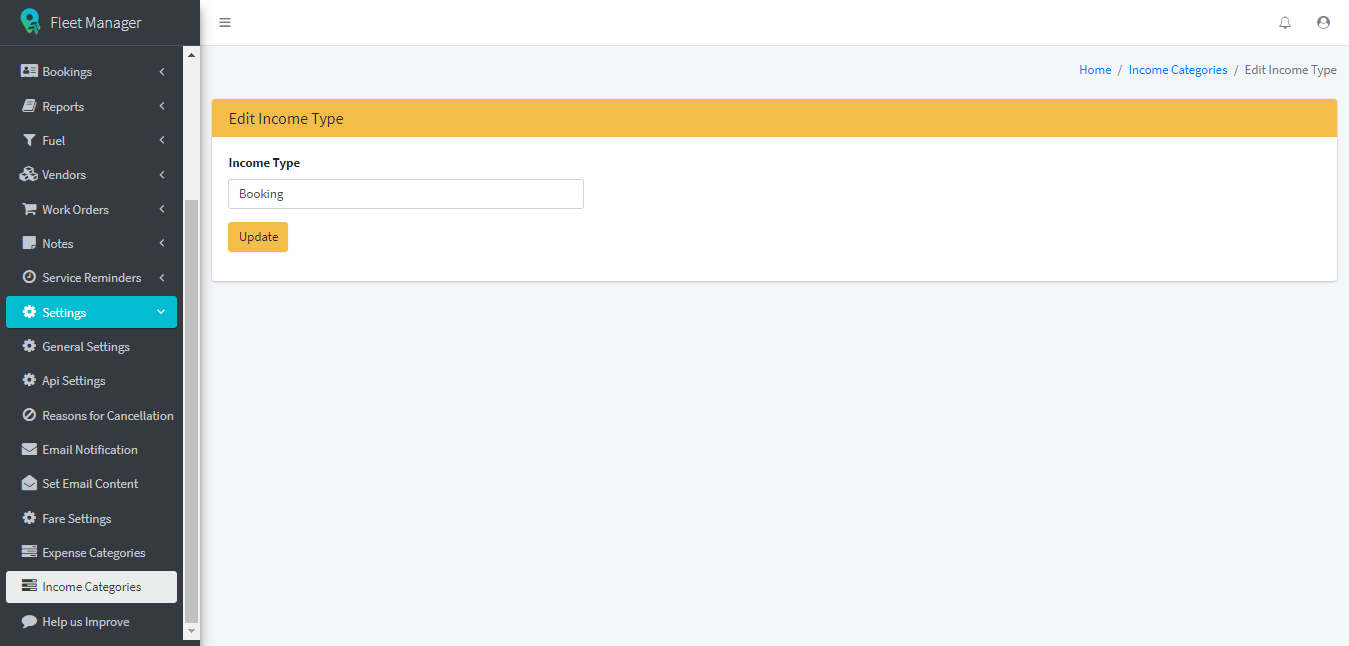 Fleet Manager
Home / Income Categories / Edit Income Type
Bookings
Reports
Fuel
Vendors
Work Orders
Notes
Service Reminders
Settings
General Settings
Api Settings
Reasons for Cancellation
Email Notification
Set Email Content
Fare Settings
Expense Categories
Income Categories
Help us Improve
Edit Income Type
Income Type
Booking
Update